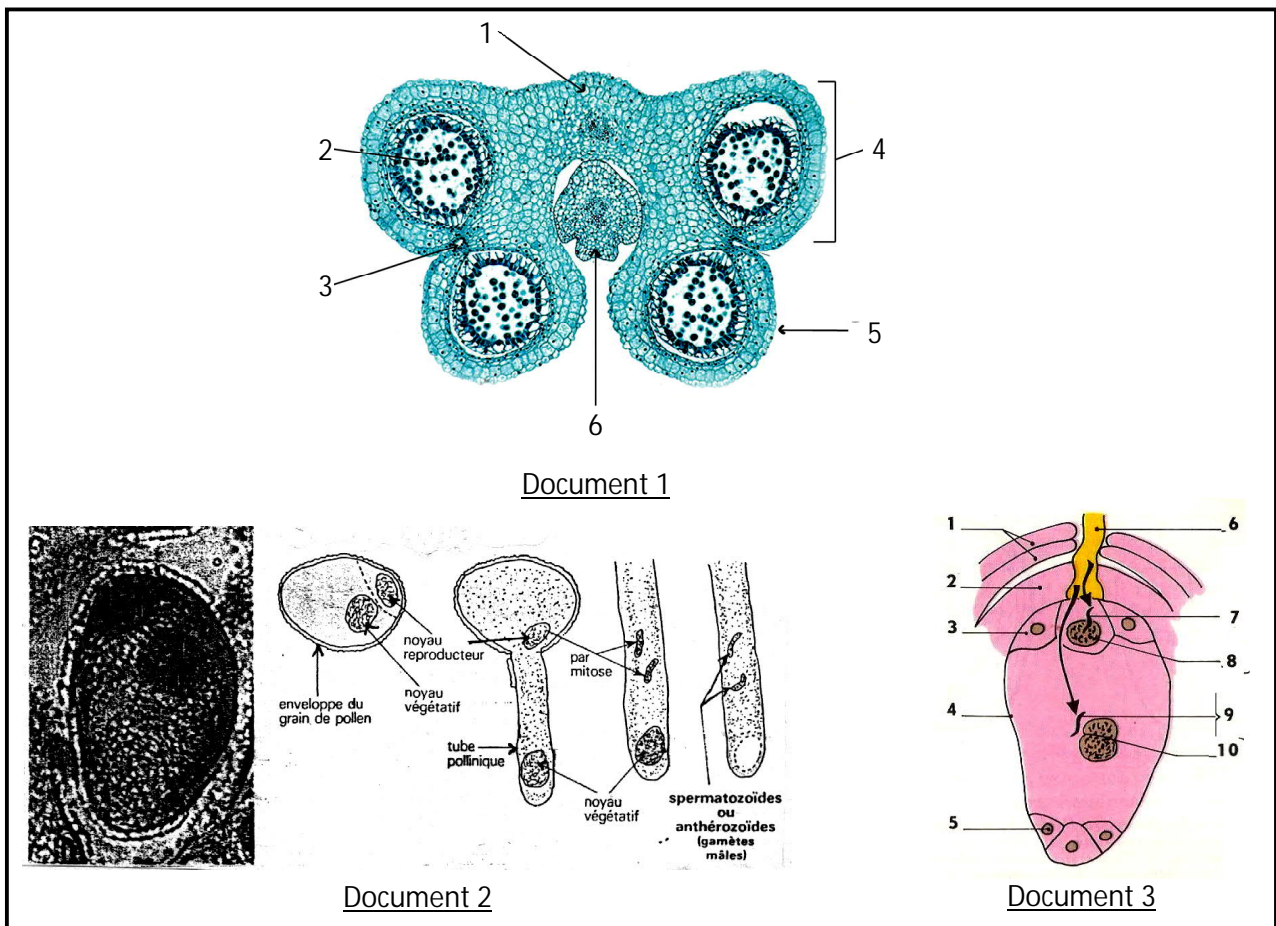 1
2
4
3
5
6
Document 1
noyau
reproducteur
par
mitose
enveloppe du
grain de pollen
noyau
végétatif
tube
pollinique
noyau
végétatif
spermatozoïdes
ou
anthérozoïdes
(gamètes
mâles)
Document 2
1
6
2
7
3
8
4
9
10
5
Document 3